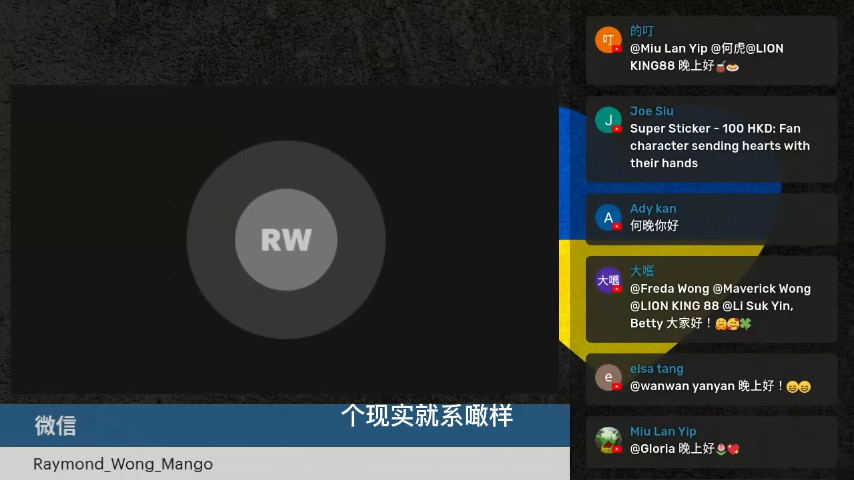 RW
个现实就系噉样
微信
Raymond_Wong_Mango
叮
的叮
@Miu Lan Yip @何虎@LION
KING88 晚上好
J
Joe Siu
Super Sticker - 100 HKD: Fan
character sending hearts with
their hands
A
Ady kan
何晚你好
@Freda Wong @Maverick Wong
@LION KING 88 @Li Suk Yin,
Betty 大家好！
e
elsa tang
@wanwan yanyan 晚上好！
Miu Lan Yip
@Gloria 晚上好